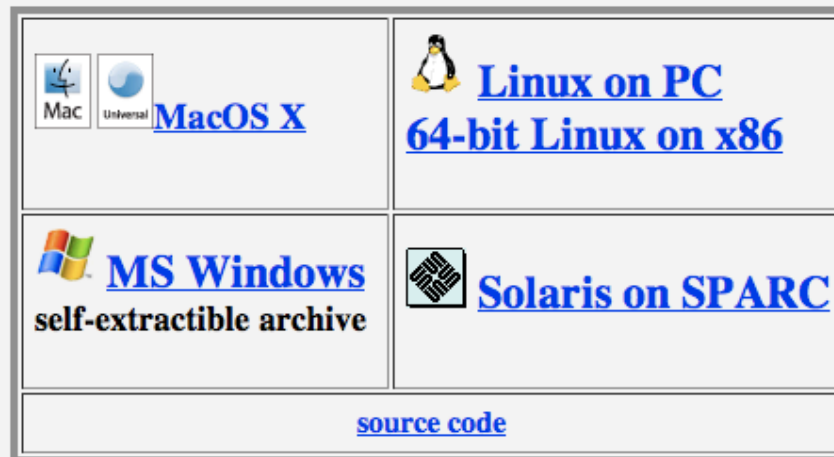 Mac
Universal
MacOS X
Linux on PC
64-bit Linux on x86
MS Windows
self-extractible archive
Solaris on SPARC
source code